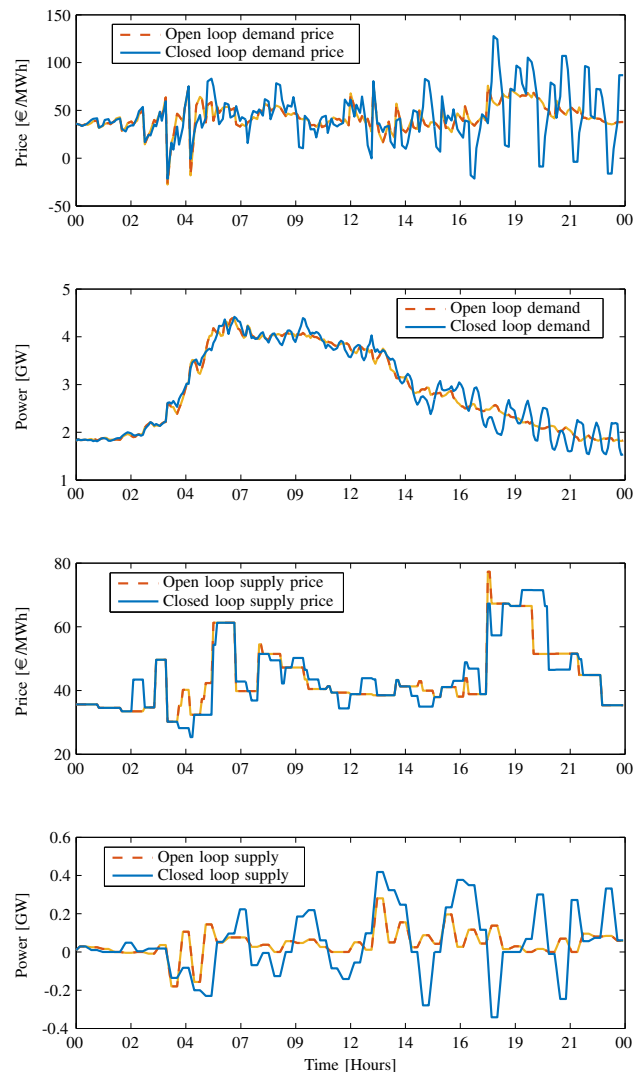 150
100
50
0
-50
Price [€/MWh]
Open loop demand price
Closed loop demand price
00 02 04 07 09 12 14 16 19 21 00
5
4
3
2
1
Power [GW]
Open loop demand
Closed loop demand
00 02 04 07 09 12 14 16 19 21 00
80
60
40
20
Price [€/MWh]
Open loop supply price
Closed loop supply price
00 02 04 07 09 12 14 16 19 21 00
0.6
0.4
0.2
0
-0.2
-0.4
Power [GW]
Open loop supply
Closed loop supply
00 02 04 07 09 12 14 16 19 21 00
Time [Hours]